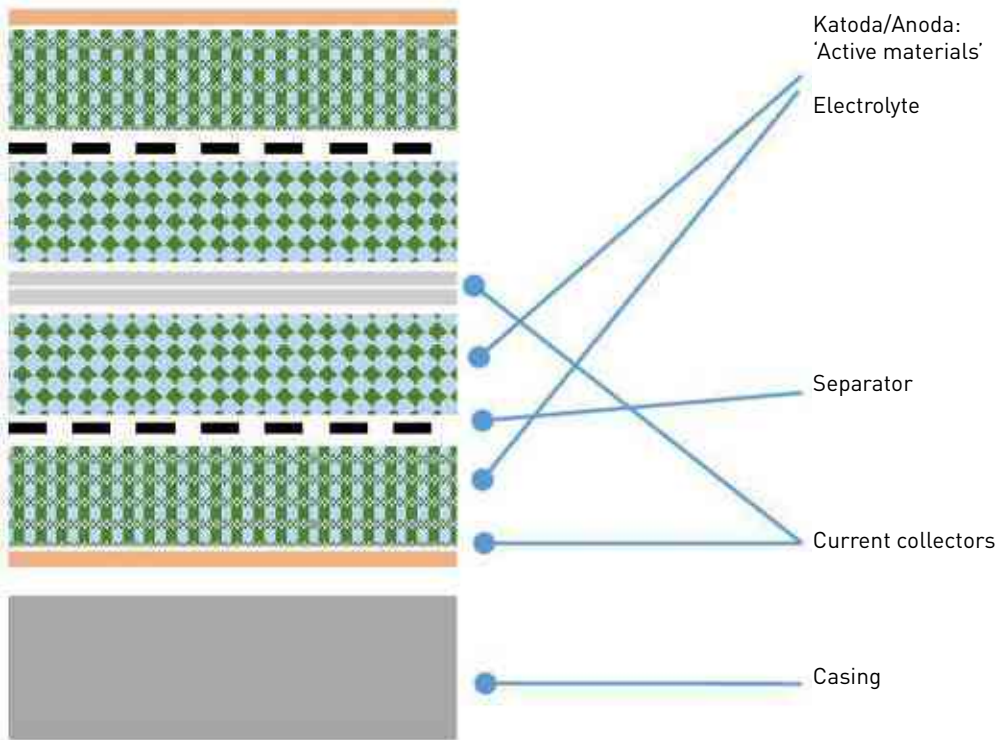 Katoda/Anoda:
‘Active materials’
Electrolyte
Separator
Current collectors
Casing